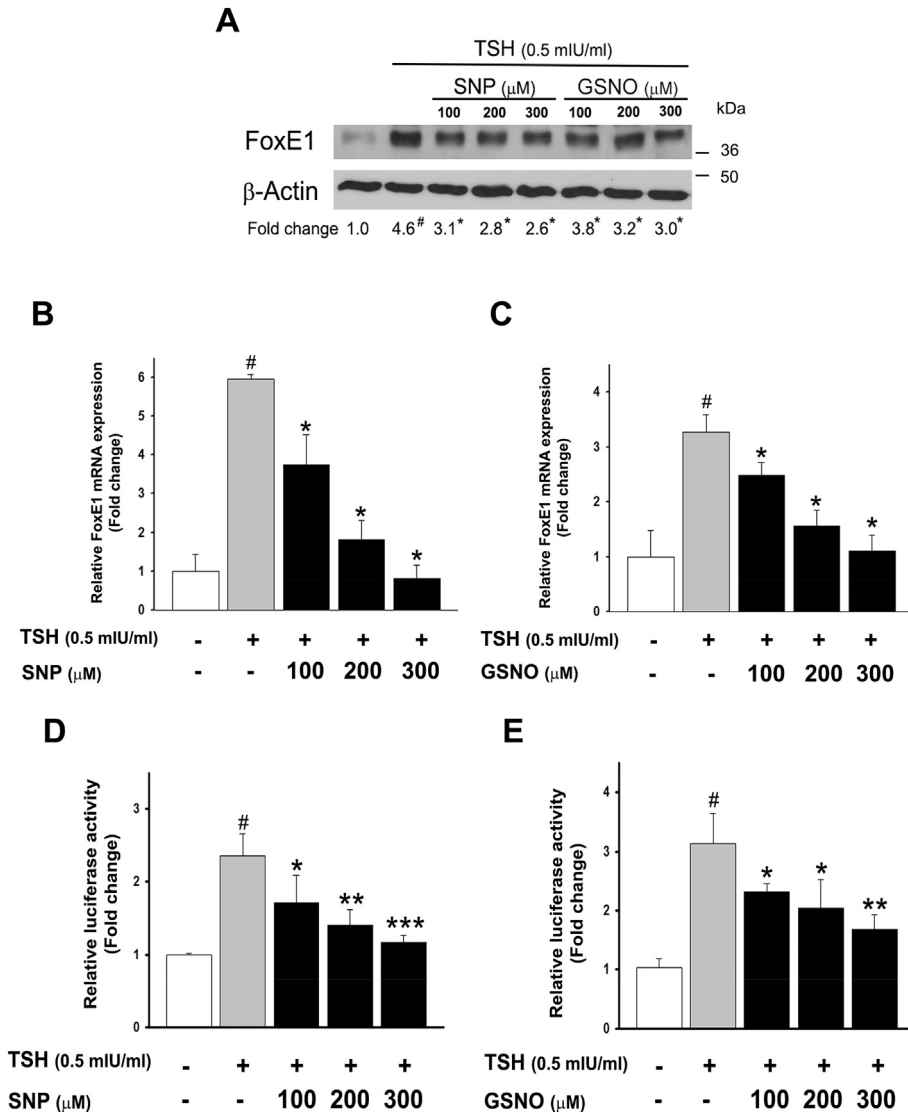 A
TSH (0.5 mIU/ml)
SNP (μM) GSNO (μM)
100 200 300 100 200 300 kDa
FoxE1
36
50
β-Actin
Fold change 1.0 4.6# 3.1* 2.8* 2.6* 3.8* 3.2* 3.0*
B
Relative FoxE1 mRNA expression
(Fold change)
6
4
2
1
0
#
*
*
*
TSH (0.5 mIU/ml) - + + + +
SNP (μM) - - 100 200 300
C
Relative FoxE1 mRNA expression
(Fold change)
4
3
2
1
0
#
*
*
*
TSH (0.5 mIU/ml) - + + + +
GSNO (μM) - - 100 200 300
D
Relative luciferase activity
(Fold change)
3
2
1
0
#
*
**
***
TSH (0.5 mIU/ml) - + + + +
SNP (μM) - - 100 200 300
E
Relative luciferase activity
(Fold change)
4
3
2
1
0
#
*
*
**
TSH (0.5 mIU/ml) - + + + +
GSNO (μM) - - 100 200 300